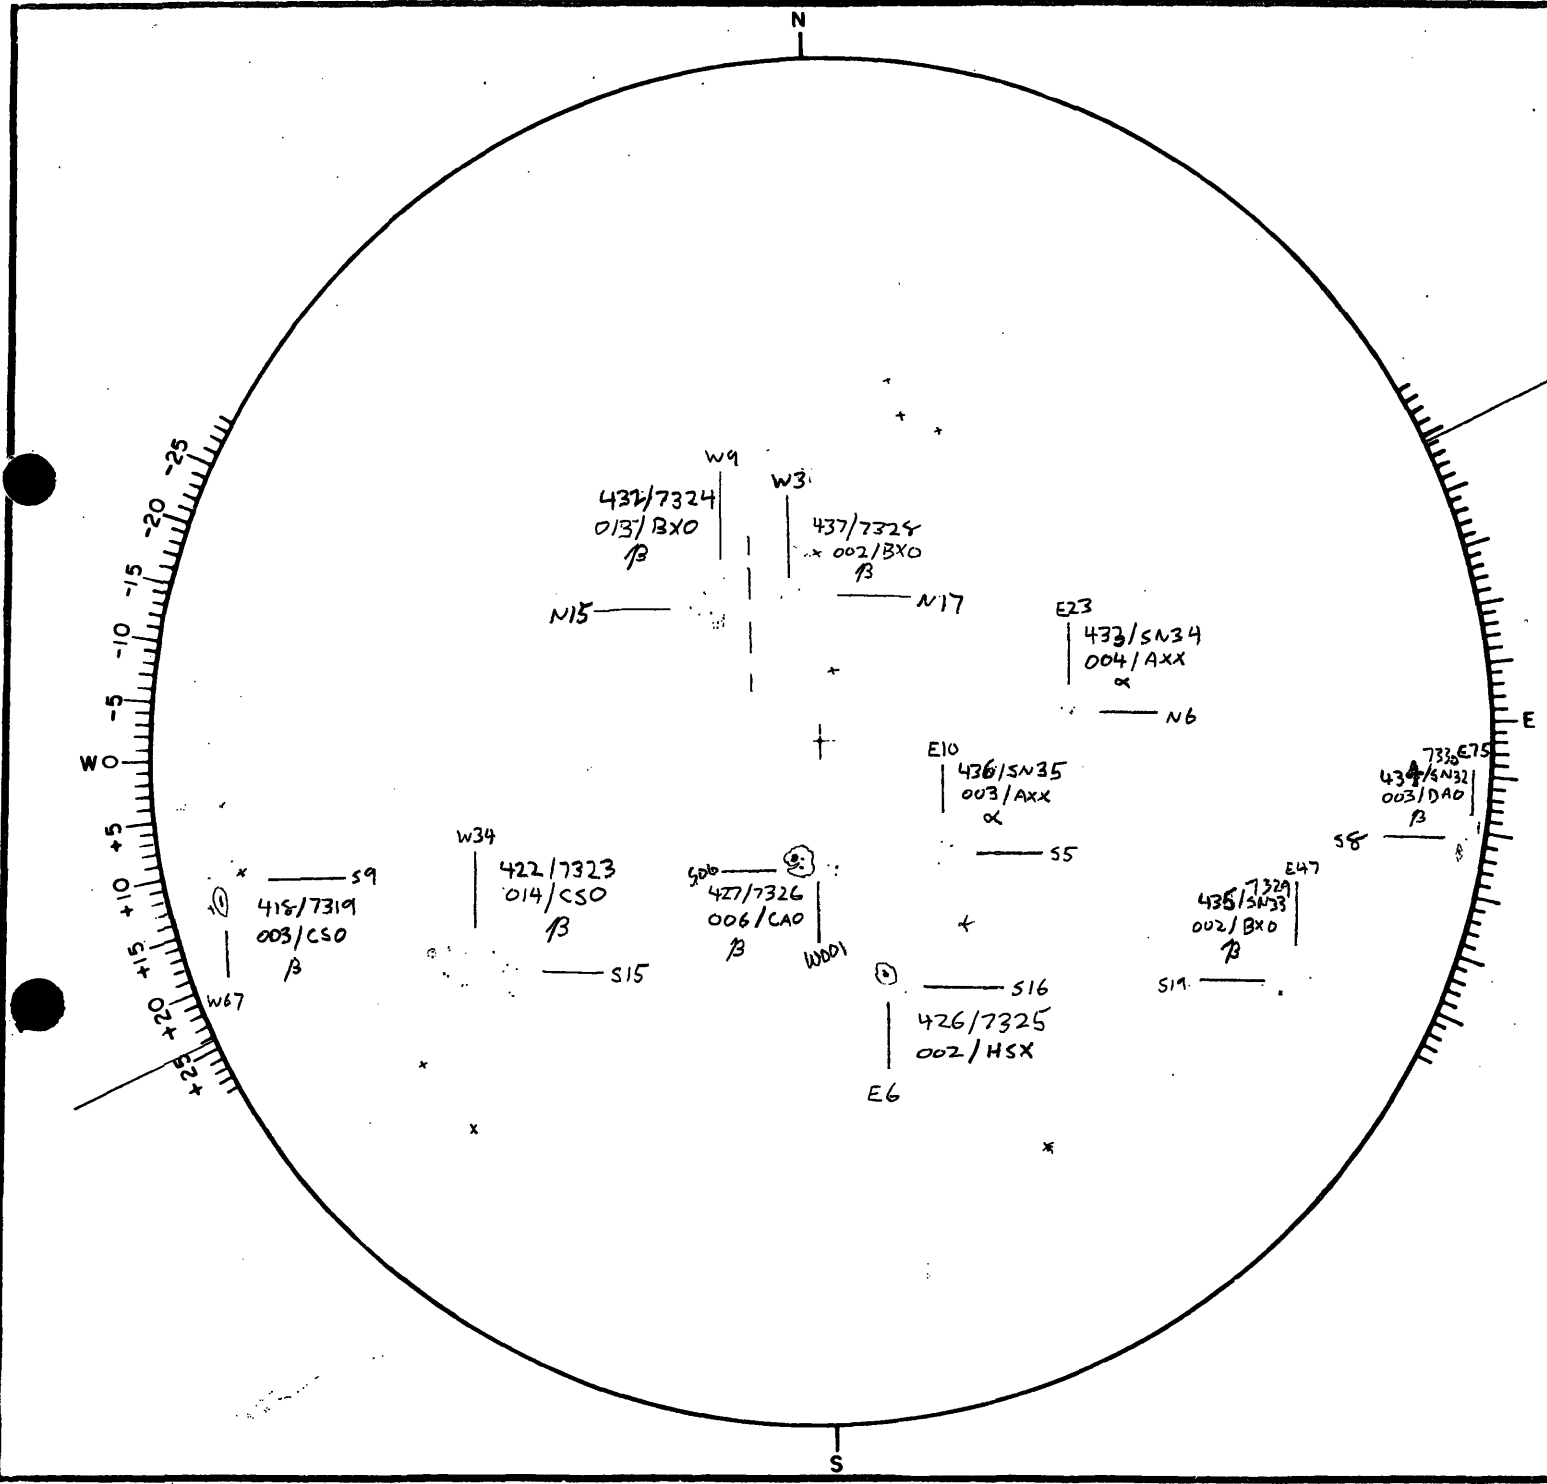 N
W9
432/7324
013/BXO
β
N15
W3
437/7328
002/BXO
β
N17
E23
433/SN34
004/AXX
α
N6
E10
436/SN35
003/AXX
α
S5
7330 E75
434/SN32
003/DAO
β
S8
E
-25
-20
-15
-10
-5
W 0
+5
+10
+15
+20
+25
S9
418/7319
003/CSO
β
W67
W34
422/7323
014/CSO
β
S15
S06
427/7326
006/CAO
β
W001
S16
426/7325
002/HSX
E6
E47
7329
435/SN33
002/BXO
β
S19
S